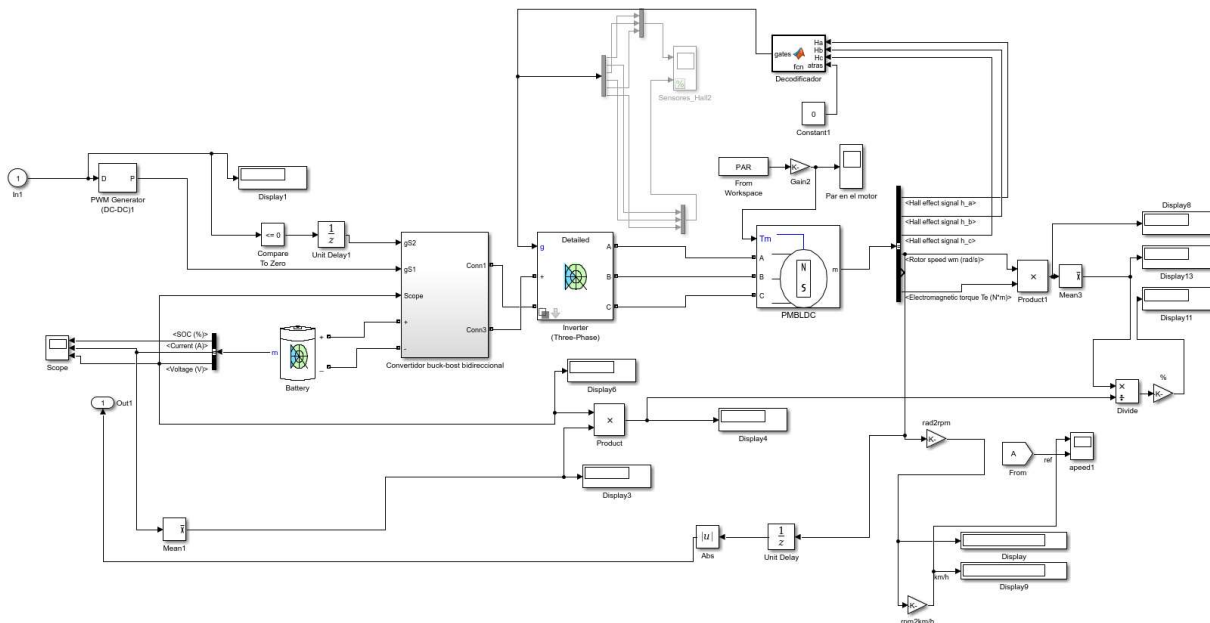 Ha
Hb
Hc
atras
gates
fcn
Decodificador
Sensores_Hall2
0
Constant1
PAR
From
Workspace
-K-
Gain2
Par en el motor
1
In1
D
P
PWM Generator
(DC-DC)1
Display1
<= 0
Compare
To Zero
1
z
Unit Delay1
gS2
gS1
Scope
+
-
Conn1
Conn3
Convertidor buck-bost bidireccional
g
Detailed
+
A
B
C
Inverter
(Three-Phase)
Tm
A
B
C
N
S
m
PMBLDC
<Hall effect signal h_a>
<Hall effect signal h_b>
<Hall effect signal h_c>
<Rotor speed wm (rad/s)>
<Electromagnetic torque Te (N*m)>
×
Product1
x
Mean3
Display8
Display13
Display11
<SOC (%)>
<Current (A)>
<Voltage (V)>
Scope
m
+
-
Battery
1
Out1
Display6
×
Product
Display4
Display3
x
Mean1
×
÷
Divide
%
-K-
rad2rpm
-K-
A
From
ref
apeed1
|u|
Abs
1
z
Unit Delay
Display
km/h
Display9
-K-
rpm2km/h